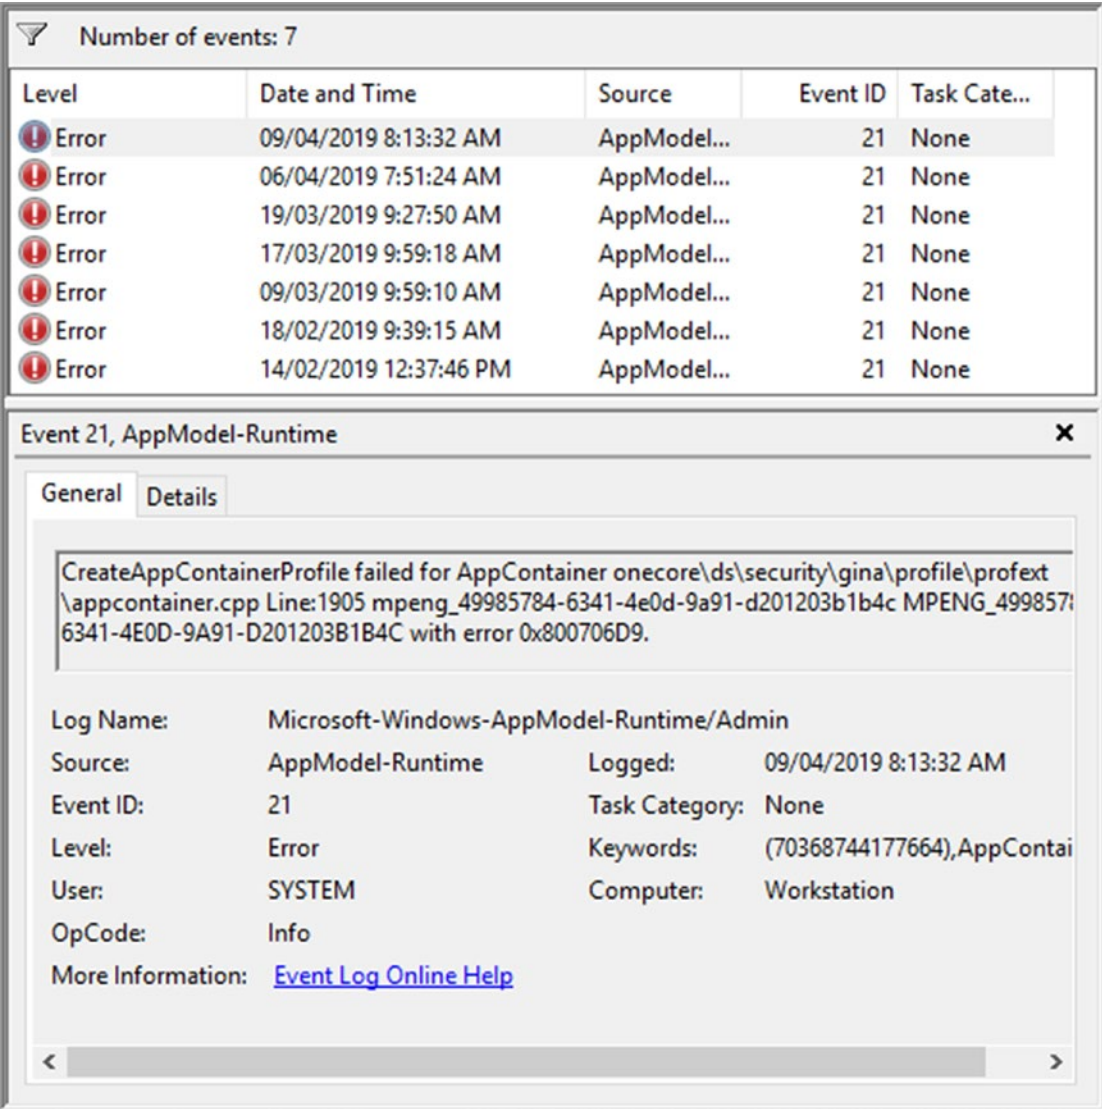 Number of events: 7
Level Date and Time Source Event ID Task Cate...
Error 09/04/2019 8:13:32 AM AppModel... 21 None
Error 06/04/2019 7:51:24 AM AppModel... 21 None
Error 19/03/2019 9:27:50 AM AppModel... 21 None
Error 17/03/2019 9:59:18 AM AppModel... 21 None
Error 09/03/2019 9:59:10 AM AppModel... 21 None
Error 18/02/2019 9:39:15 AM AppModel... 21 None
Error 14/02/2019 12:37:46 PM AppModel... 21 None
Event 21, AppModel-Runtime
General Details
CreateAppContainerProfile failed for AppContainer onecore\ds\security\gina\profile\profext
\appcontainer.cpp Line:1905 mpeng_49985784-6341-4e0d-9a91-d201203b1b4c MPENG_499857
6341-4E0D-9A91-D201203B1B4C with error 0x800706D9.
Log Name: Microsoft-Windows-AppModel-Runtime/Admin
Source: AppModel-Runtime Logged: 09/04/2019 8:13:32 AM
Event ID: 21 Task Category: None
Level: Error Keywords: (70368744177664),AppContai
User: SYSTEM Computer: Workstation
OpCode: Info
More Information: Event Log Online Help